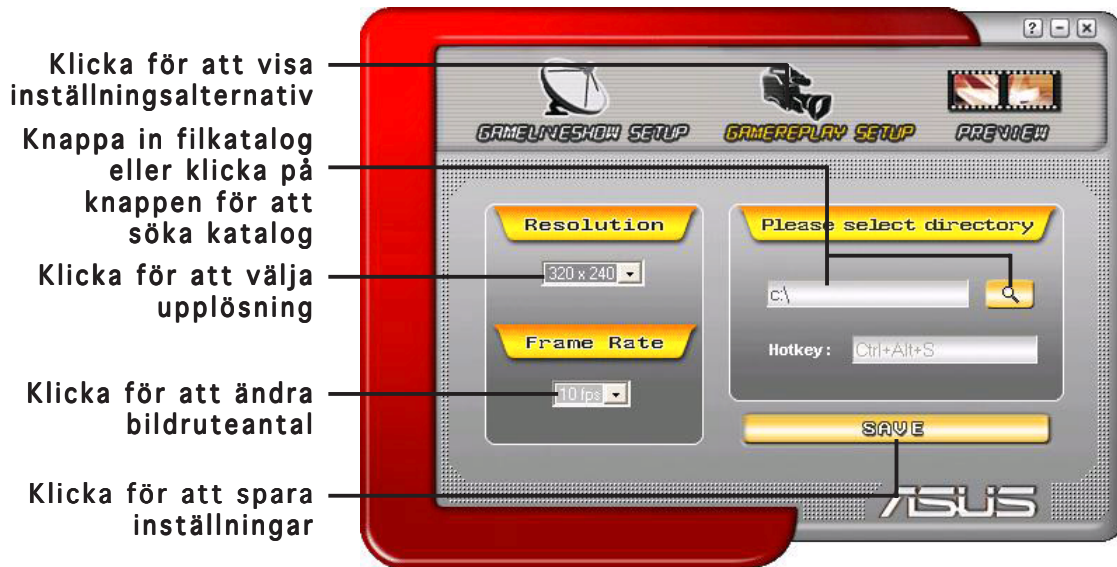 ? - x
Klicka för att visa
inställningsalternativ
Knappa in filkatalog
eller klicka på
knappen för att
söka katalog
Klicka för att välja
upplösning
Klicka för att ändra
bildruteantal
Klicka för att spara
inställningar
GAMELIVESHOW SETUP
GAMEREPLAY SETUP
PREVIEW
Resolution
320 x 240
Frame Rate
10 fps
Please select directory
c:\
Hotkey: Ctrl+Alt+S
SAVE
ASUS